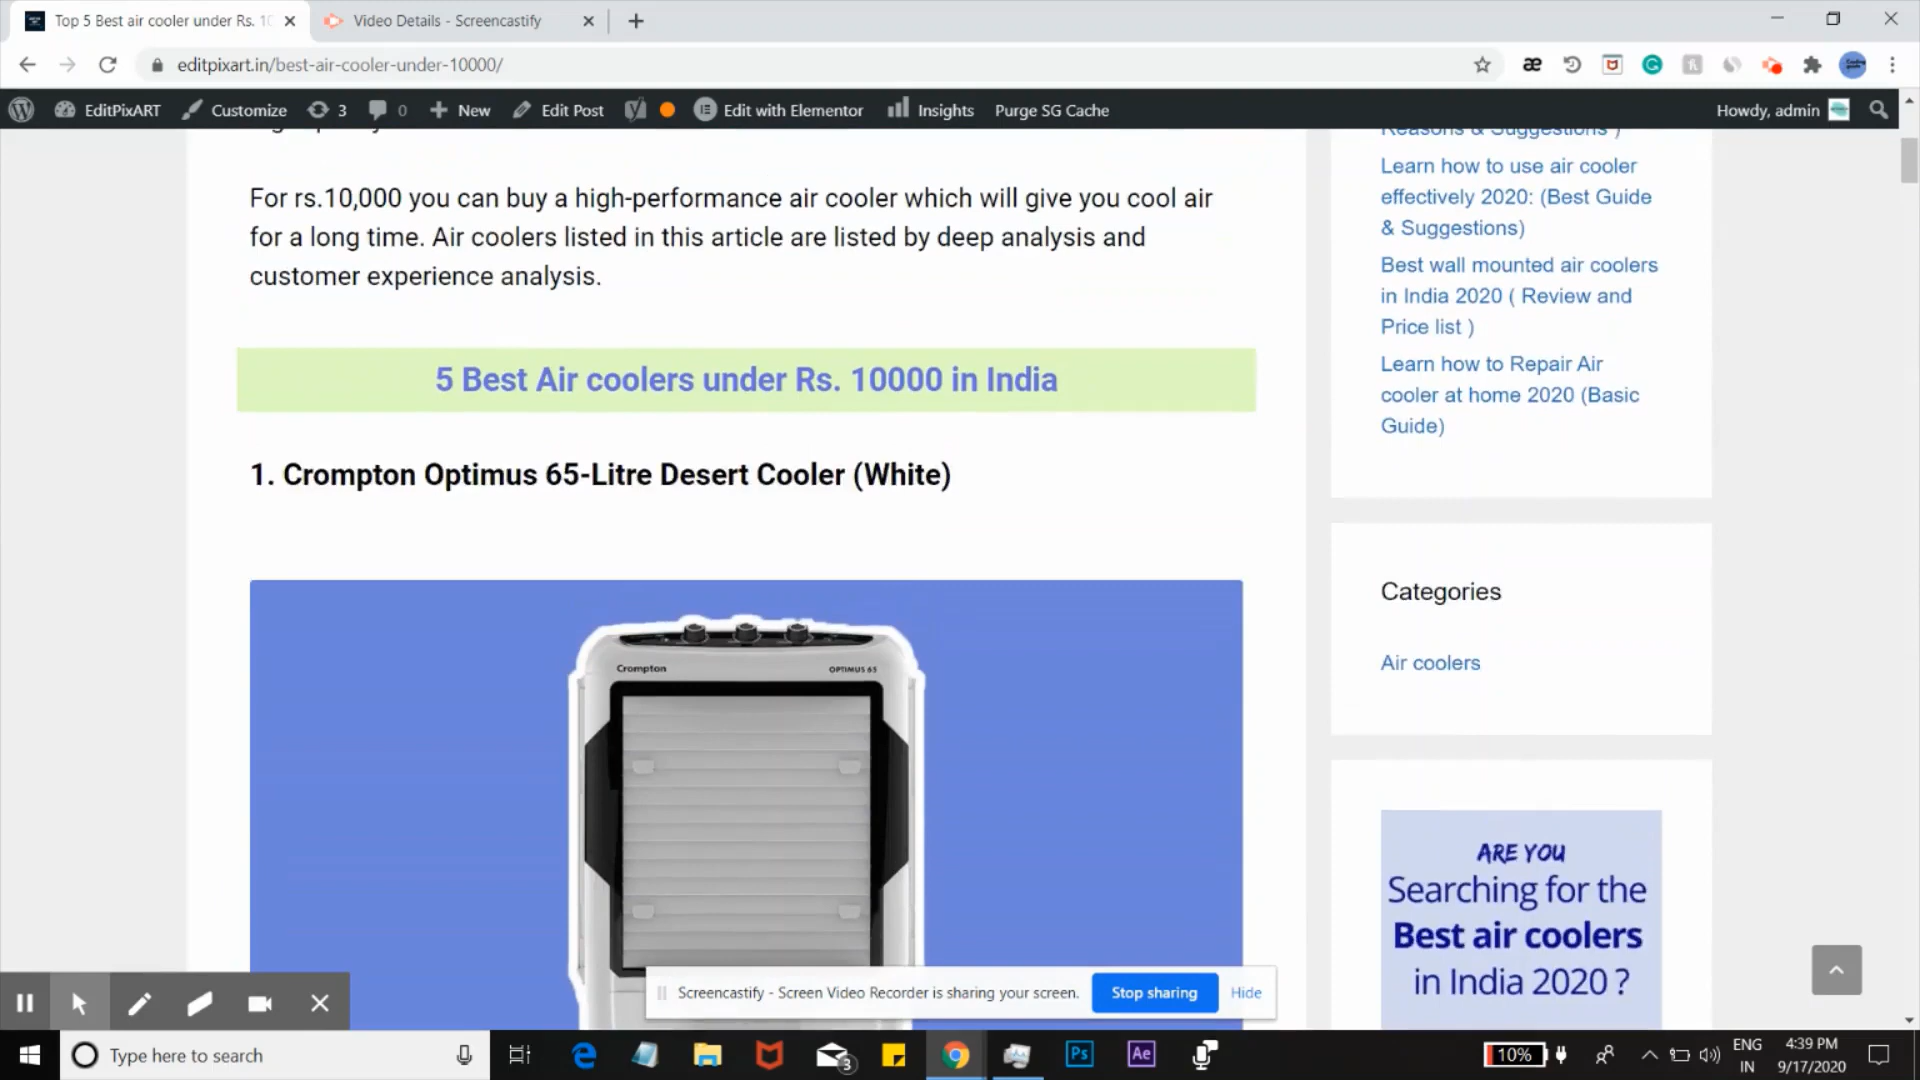 Top 5 Best air cooler under Rs. 10
Video Details - Screencastify
editpixart.in/best-air-cooler-under-10000/
EditPixART
Customize
3
0
New
Edit Post
Edit with Elementor
Insights
Purge SG Cache
Howdy, admin
For rs.10,000 you can buy a high-performance air cooler which will give you cool air
for a long time. Air coolers listed in this article are listed by deep analysis and
customer experience analysis.
5 Best Air coolers under Rs. 10000 in India
1. Crompton Optimus 65-Litre Desert Cooler (White)
Crompton
OPTIMUS 65
Reasons & Suggestions )
Learn how to use air cooler
effectively 2020: (Best Guide
& Suggestions)
Best wall mounted air coolers
in India 2020 ( Review and
Price list )
Learn how to Repair Air
cooler at home 2020 (Basic
Guide)
Categories
Air coolers
ARE YOU
Searching for the
Best air coolers
in India 2020 ?
Screencastify - Screen Video Recorder is sharing your screen.
Stop sharing
Hide
Type here to search
3
Ps
Ae
10%
ENG
IN
4:39 PM
9/17/2020